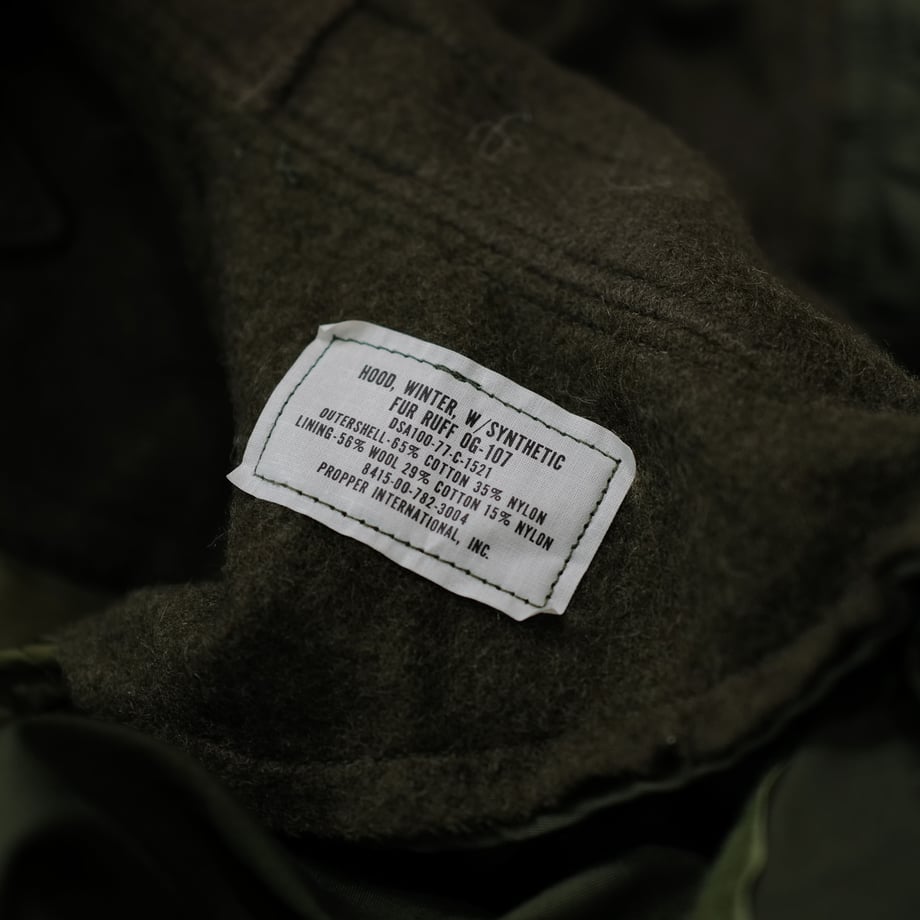 HOOD, WINTER, W/SYNTHETIC
FUR RUFF OG-107
DSA100-77-C-1521
OUTERSHELL-65% COTTON 35% NYLON
LINING-56% WOOL 29% COTTON 15% NYLON
8415-00-782-3004
PROPPER INTERNATIONAL, INC.